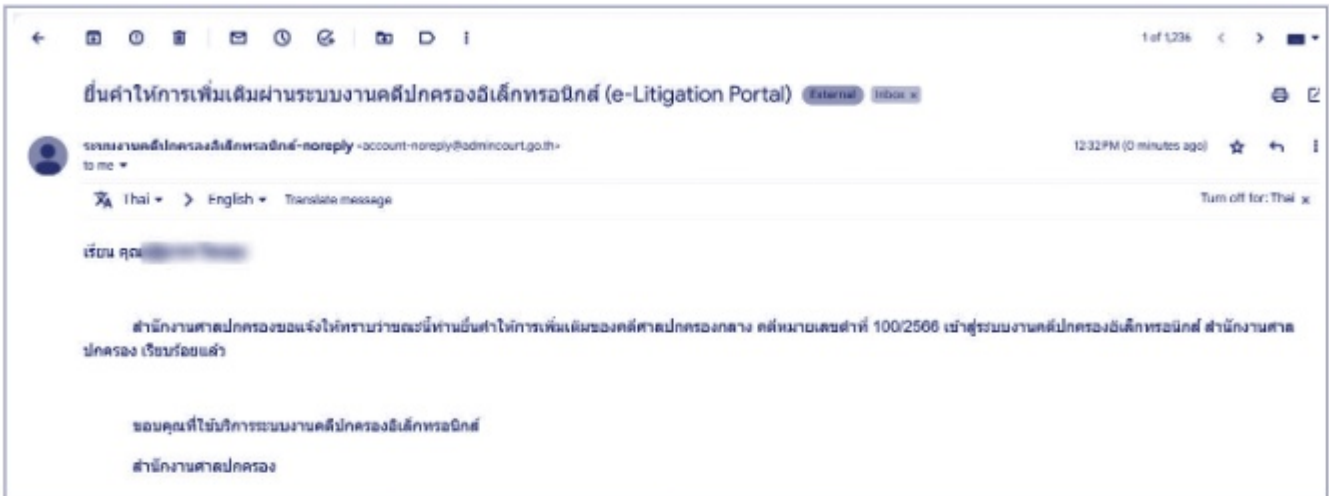 1 of 1,236
ยื่นคำให้การเพิ่มเติมผ่านระบบงานคดีปกครองอิเล็กทรอนิกส์ (e-Litigation Portal) External Inbox x
ระบบงานคดีปกครองอิเล็กทรอนิกส์-noreply <account-noreply@admincourt.go.th> 12:32 PM (0 minutes ago)
to me
Thai > English Translate message Turn off for: Thai x
เรียน คุณ
สำนักงานศาลปกครองขอแจ้งให้ทราบว่าขณะนี้ท่านยื่นคำให้การเพิ่มเติมของคดีศาลปกครองกลาง คดีหมายเลขดำที่ 100/2566 เข้าสู่ระบบงานคดีปกครองอิเล็กทรอนิกส์ สำนักงานศาล
ปกครอง เรียบร้อยแล้ว
ขอบคุณที่ใช้บริการระบบงานคดีปกครองอิเล็กทรอนิกส์
สำนักงานศาลปกครอง